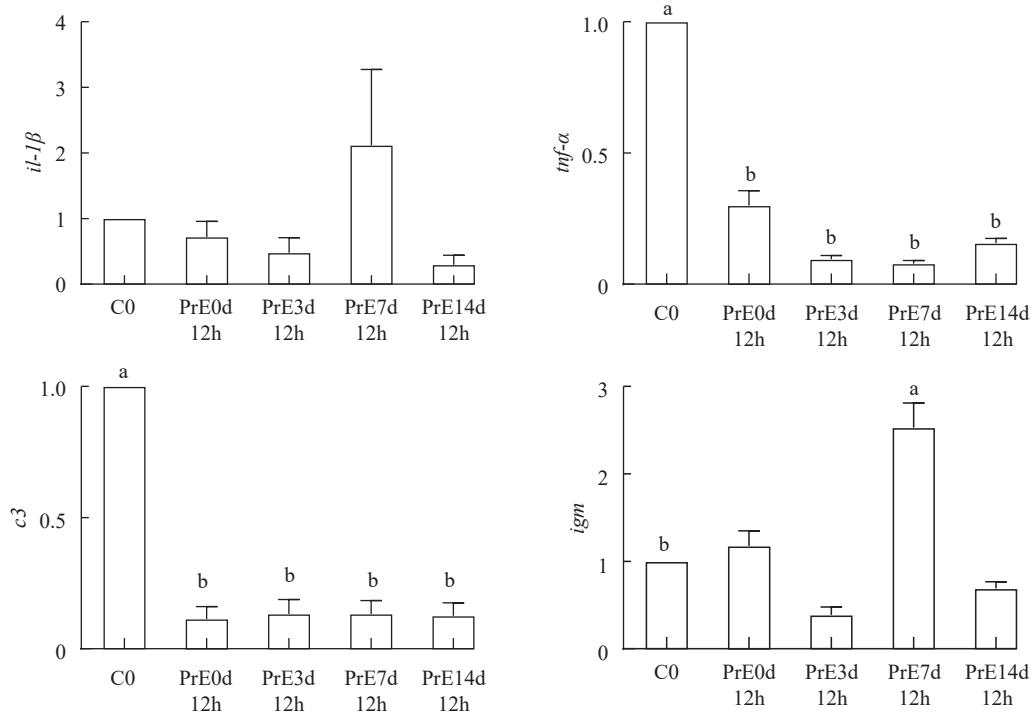 4
3
2
1
0
il-1β
C0
PrE0d
12h
PrE3d
12h
PrE7d
12h
PrE14d
12h
1.0
0.5
0
tnf-α
a
b
b
b
b
C0
PrE0d
12h
PrE3d
12h
PrE7d
12h
PrE14d
12h
1.0
0.5
0
c3
a
b
b
b
b
C0
PrE0d
12h
PrE3d
12h
PrE7d
12h
PrE14d
12h
3
2
1
0
igm
b
a
C0
PrE0d
12h
PrE3d
12h
PrE7d
12h
PrE14d
12h